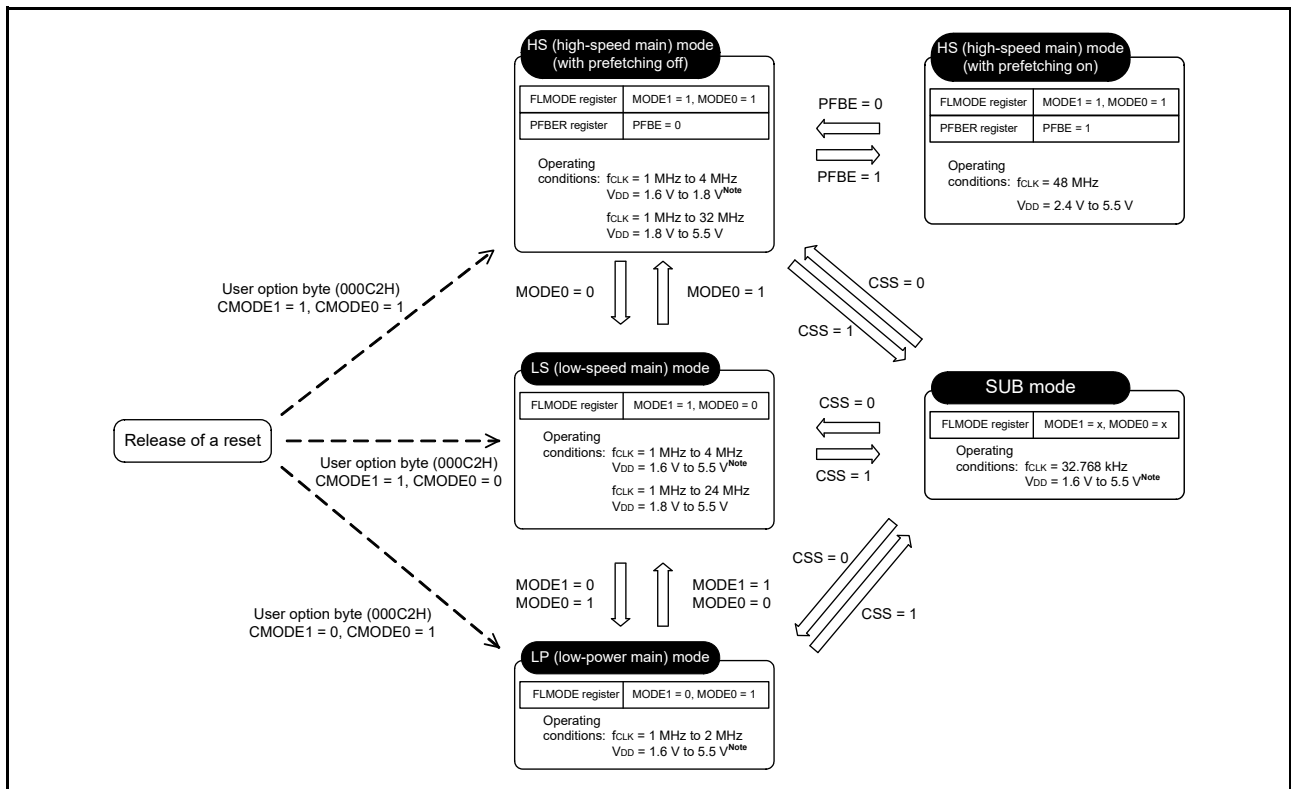 HS (high-speed main) mode
(with prefetching off)
FLMODE register MODE1 = 1, MODE0 = 1
PFBER register PFBE = 0
Operating
conditions: fCLK = 1 MHz to 4 MHz
VDD = 1.6 V to 1.8 VNote
fCLK = 1 MHz to 32 MHz
VDD = 1.8 V to 5.5 V
PFBE = 0
PFBE = 1
HS (high-speed main) mode
(with prefetching on)
FLMODE register MODE1 = 1, MODE0 = 1
PFBER register PFBE = 1
Operating
conditions: fCLK = 48 MHz
VDD = 2.4 V to 5.5 V
User option byte (000C2H)
CMODE1 = 1, CMODE0 = 1
MODE0 = 0
MODE0 = 1
CSS = 0
CSS = 1
Release of a reset
User option byte (000C2H)
CMODE1 = 1, CMODE0 = 0
LS (low-speed main) mode
FLMODE register MODE1 = 1, MODE0 = 0
Operating
conditions: fCLK = 1 MHz to 4 MHz
VDD = 1.6 V to 5.5 VNote
fCLK = 1 MHz to 24 MHz
VDD = 1.8 V to 5.5 V
CSS = 0
CSS = 1
SUB mode
FLMODE register MODE1 = x, MODE0 = x
Operating
conditions: fCLK = 32.768 kHz
VDD = 1.6 V to 5.5 VNote
User option byte (000C2H)
CMODE1 = 0, CMODE0 = 1
MODE1 = 0
MODE0 = 1
MODE1 = 1
MODE0 = 0
CSS = 0
CSS = 1
LP (low-power main) mode
FLMODE register MODE1 = 0, MODE0 = 1
Operating
conditions: fCLK = 1 MHz to 2 MHz
VDD = 1.6 V to 5.5 VNote